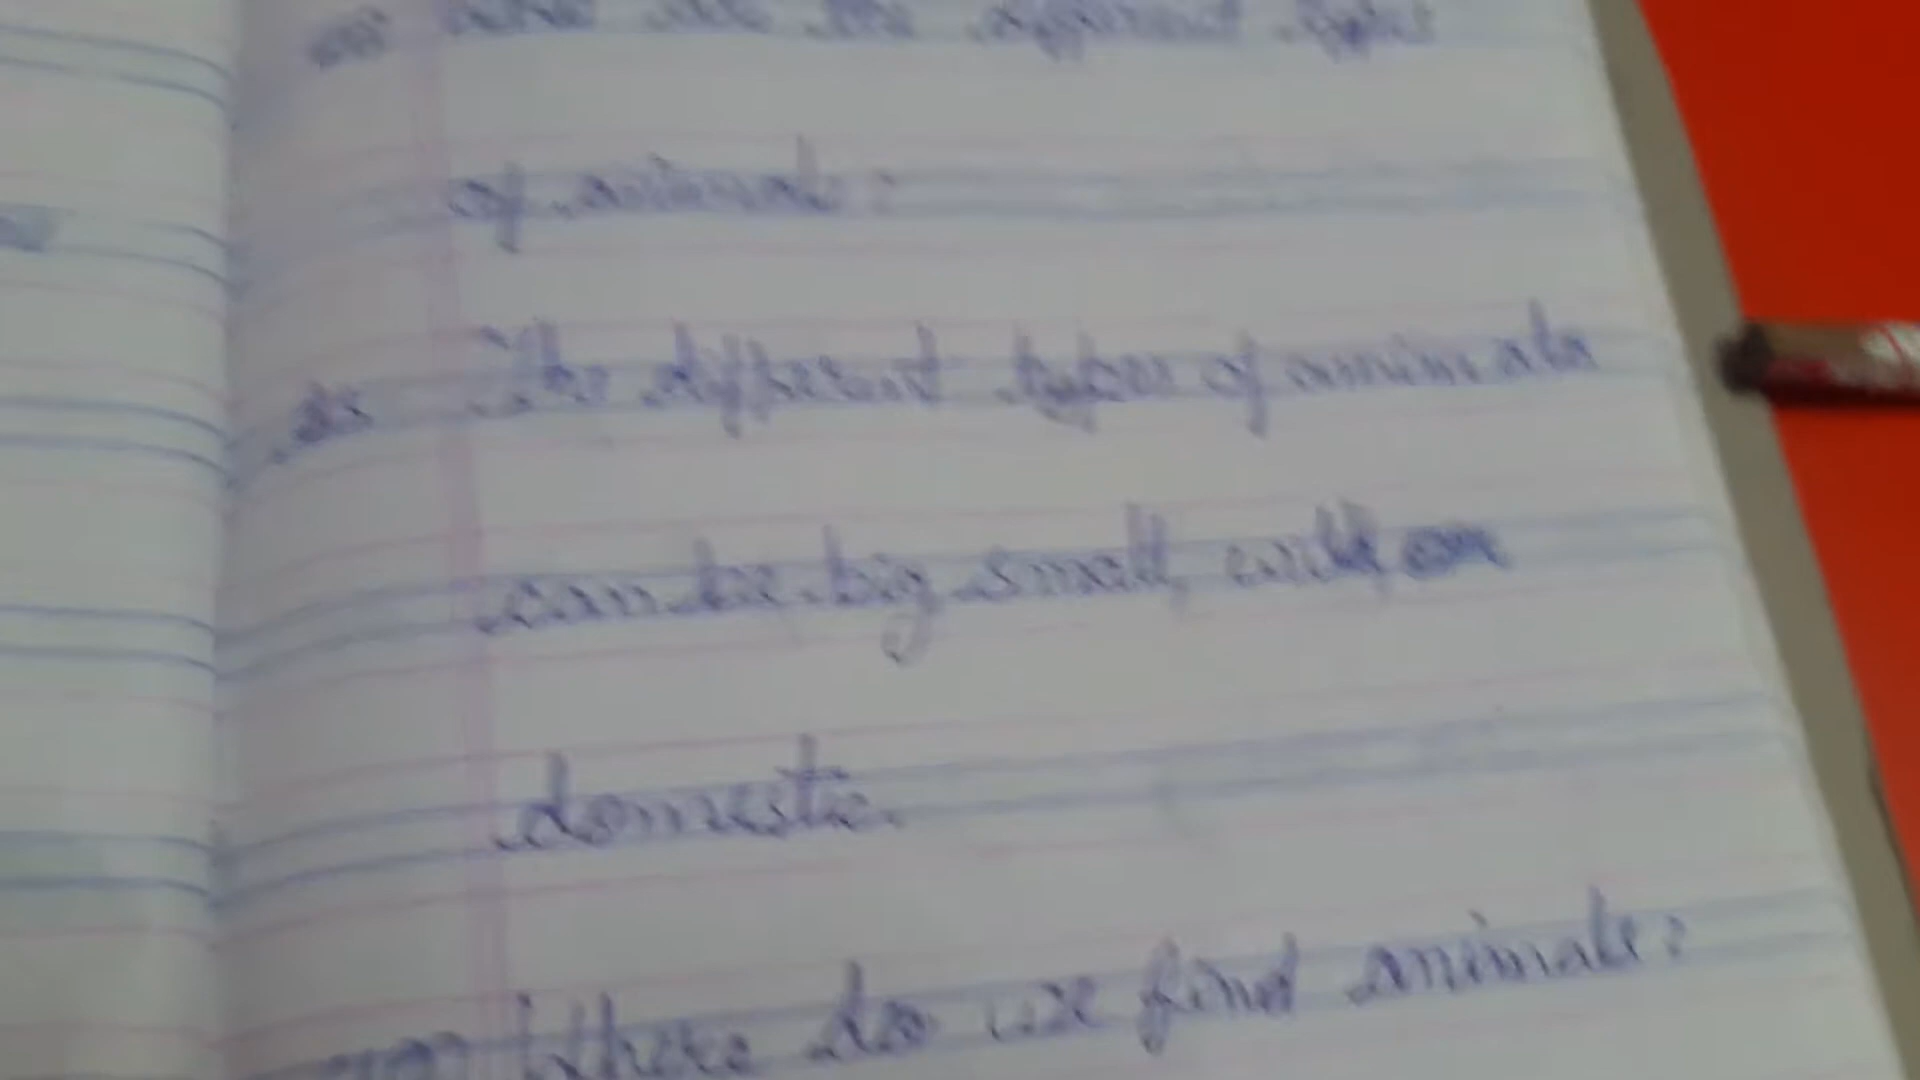 are the different types
of animals:
The different types of animals
can be big small, wild, or
domestic.
Where do we find animals: